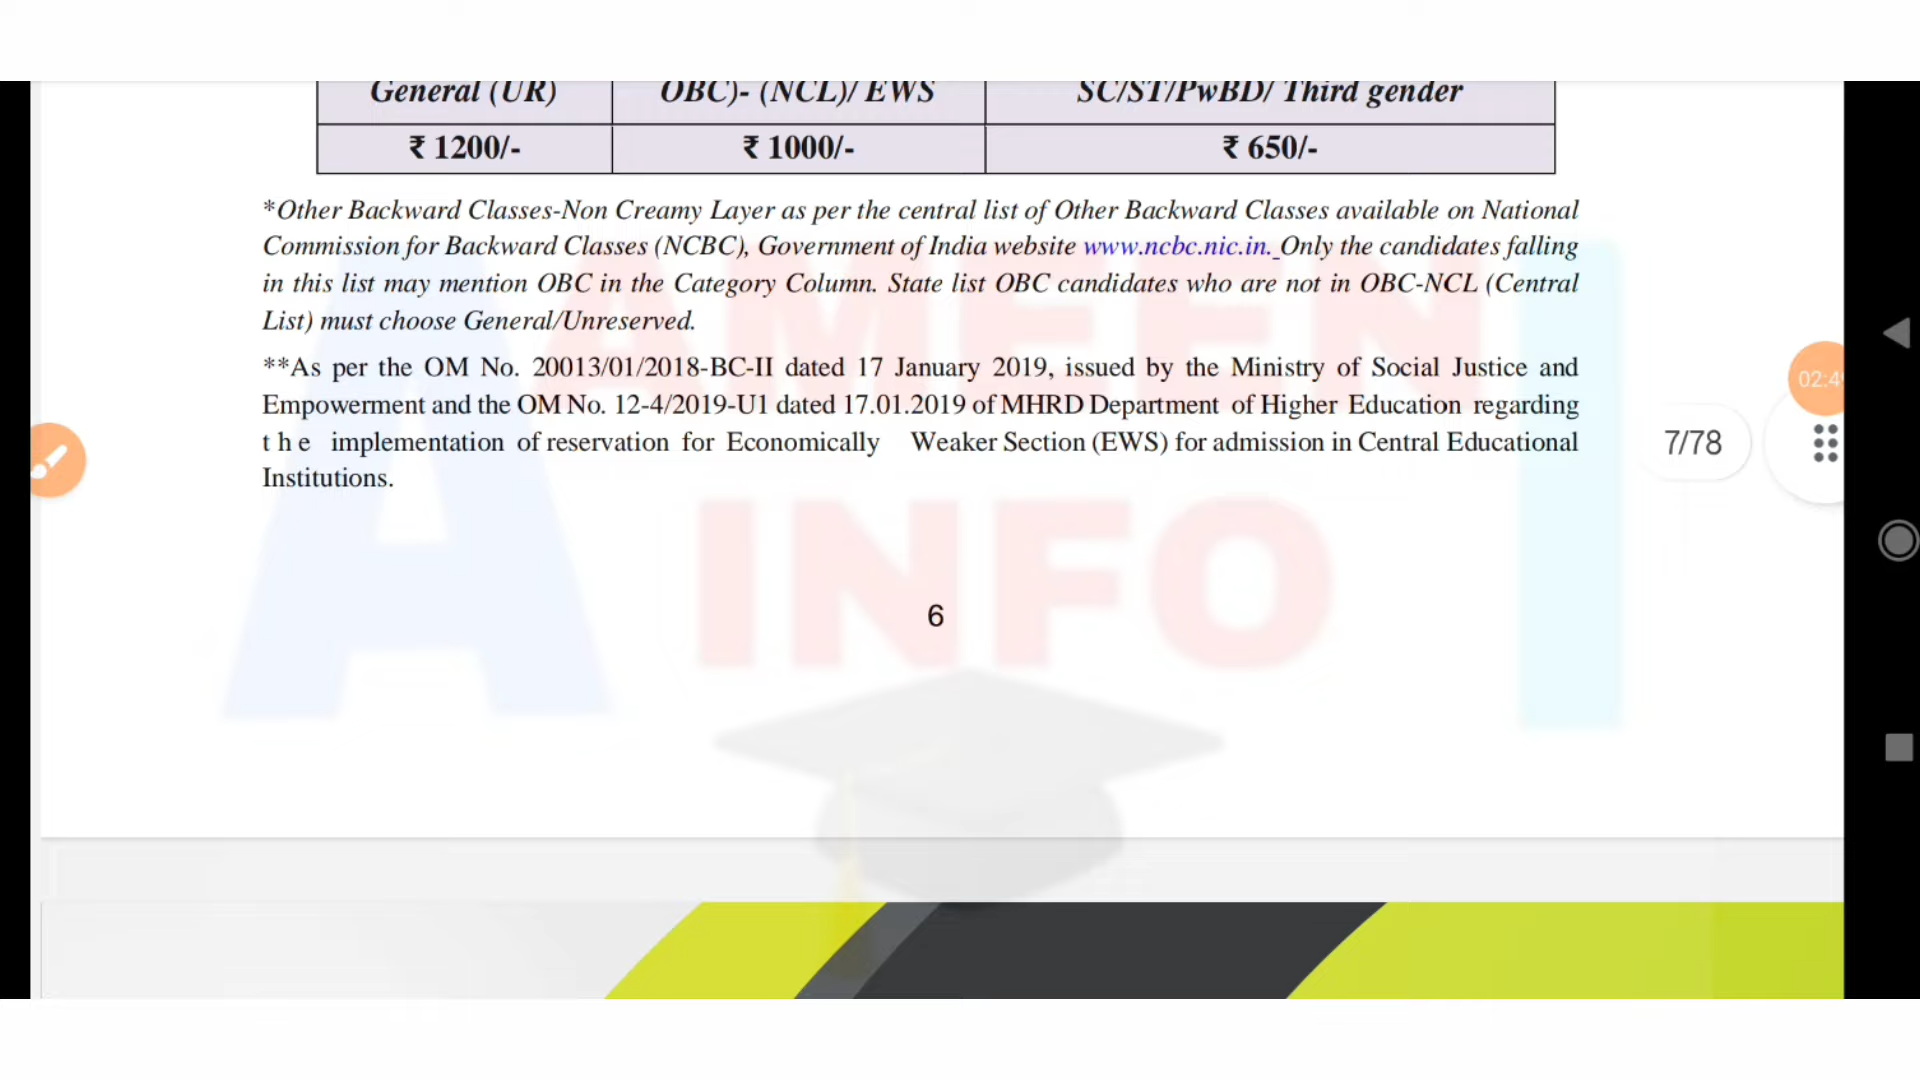 General (UR) OBC)- (NCL)/ EWS SC/ST/PwBD/ Third gender
₹ 1200/- ₹ 1000/- ₹ 650/-
*Other Backward Classes-Non Creamy Layer as per the central list of Other Backward Classes available on National
Commission for Backward Classes (NCBC), Government of India website www.ncbc.nic.in. Only the candidates falling
in this list may mention OBC in the Category Column. State list OBC candidates who are not in OBC-NCL (Central
List) must choose General/Unreserved.
**As per the OM No. 20013/01/2018-BC-II dated 17 January 2019, issued by the Ministry of Social Justice and
Empowerment and the OM No. 12-4/2019-U1 dated 17.01.2019 of MHRD Department of Higher Education regarding
the implementation of reservation for Economically Weaker Section (EWS) for admission in Central Educational
Institutions.
6
7/78
AMEEN
INFO